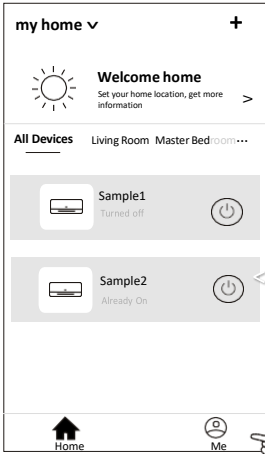 my home
Welcome home
Set your home location, get more
information
All Devices Living Room Master Bedroom...
Sample1
Turned off
Sample2
Already On
Home Me